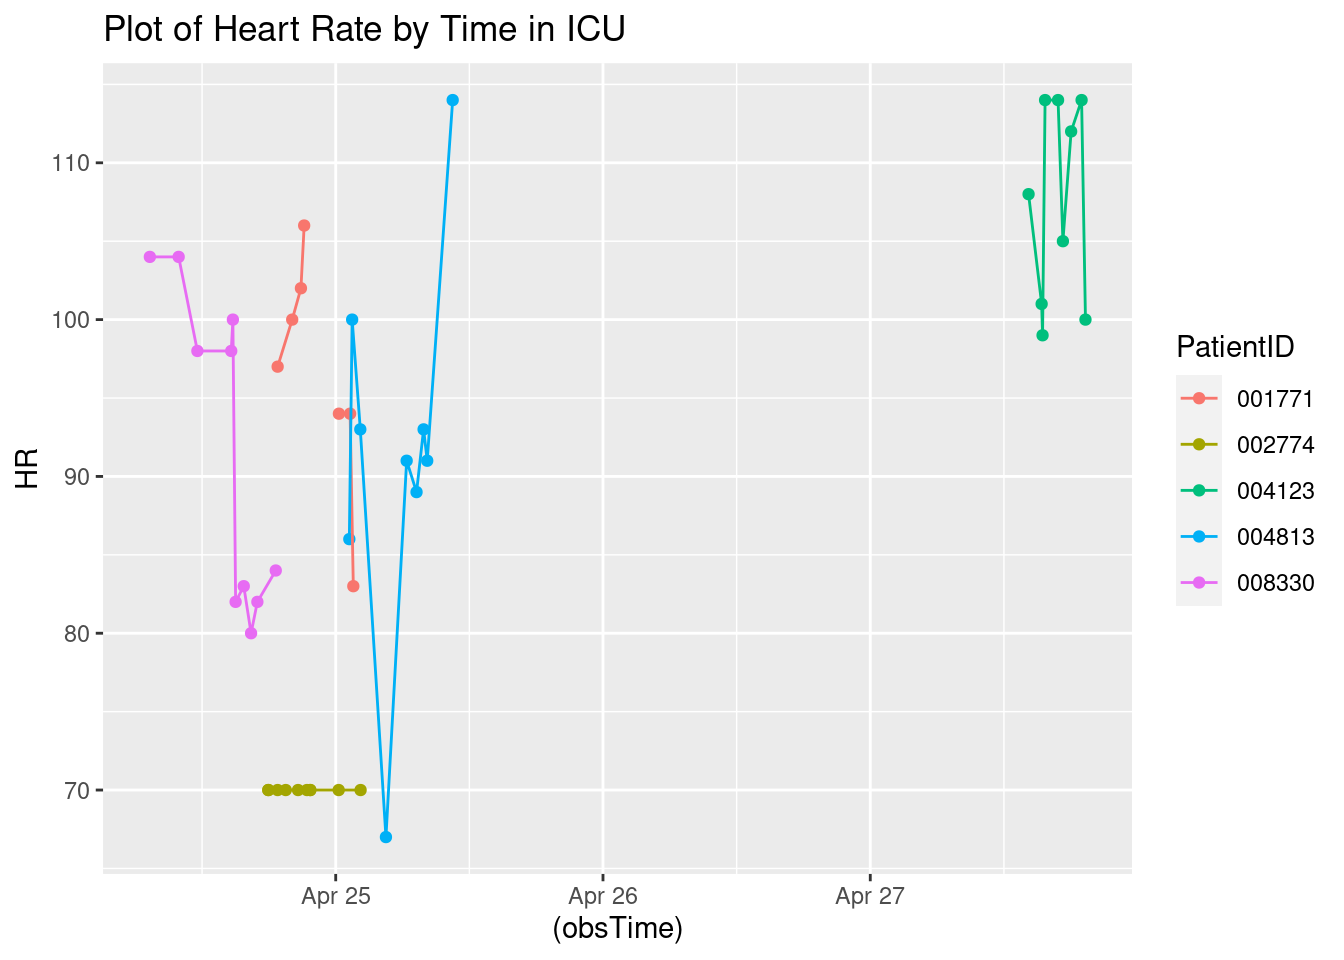 Plot of Heart Rate by Time in ICU
110
100
90
80
70
HR
Apr 25
Apr 26
Apr 27
(obsTime)
PatientID
001771
002774
004123
004813
008330